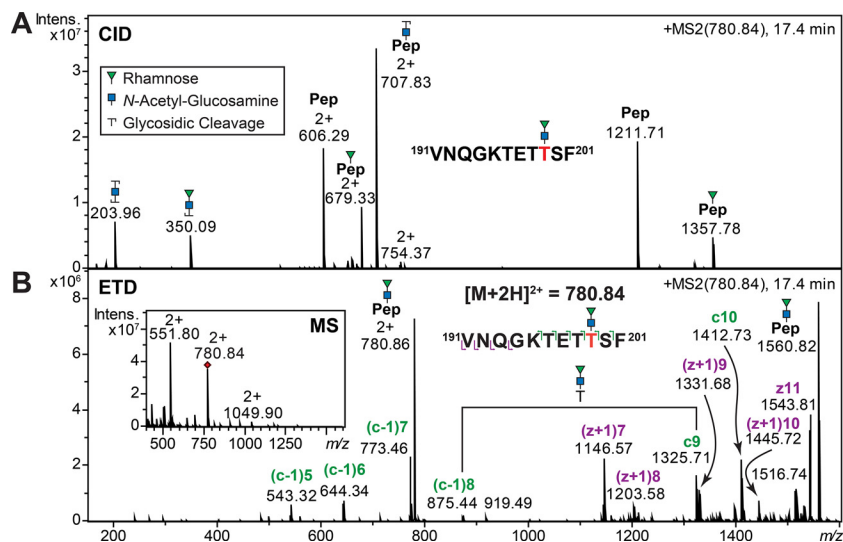 A
Intens.
x10⁷
CID
+MS2(780.84), 17.4 min
Rhamnose
N-Acetyl-Glucosamine
Glycosidic Cleavage
3
2
1
0
203.96
350.09
Pep
2+
606.29
Pep
2+
679.33
Pep
2+
707.83
2+
754.37
¹⁹¹VNQGKTETTSF²⁰¹
Pep
1211.71
Pep
1357.78
B
x10⁶
ETD
[M+2H]²⁺ = 780.84
+MS2(780.84), 17.4 min
8
6
4
2
0
Intens.
x10⁷
MS
2+
551.80
2+
780.84
2+
1049.90
4
2
0
500
750
1000
1250
m/z
Pep
2+
780.86
¹⁹¹VNQGKTETTSF²⁰¹
(c-1)5
543.32
(c-1)6
644.34
(c-1)7
773.46
(c-1)8
875.44
919.49
(z+1)7
1146.57
(z+1)8
1203.58
c9
1325.71
(z+1)9
1331.68
c10
1412.73
(z+1)10
1445.72
1516.74
z11
1543.81
Pep
1560.82
200
400
600
800
1000
1200
1400
m/z